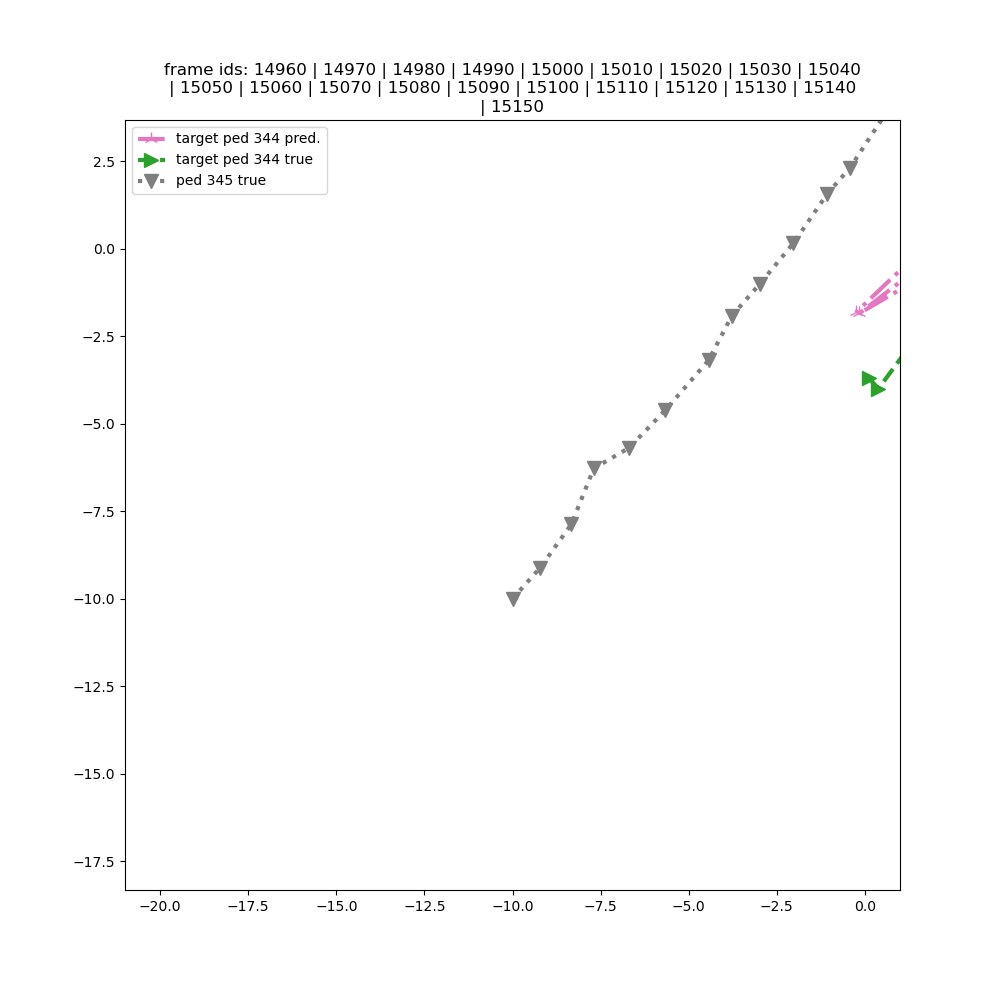 frame ids: 14960 | 14970 | 14980 | 14990 | 15000 | 15010 | 15020 | 15030 | 15040
| 15050 | 15060 | 15070 | 15080 | 15090 | 15100 | 15110 | 15120 | 15130 | 15140
| 15150
target ped 344 pred.
target ped 344 true
ped 345 true
2.5
0.0
−2.5
−5.0
−7.5
−10.0
−12.5
−15.0
−17.5
−20.0 −17.5 −15.0 −12.5 −10.0 −7.5 −5.0 −2.5 0.0